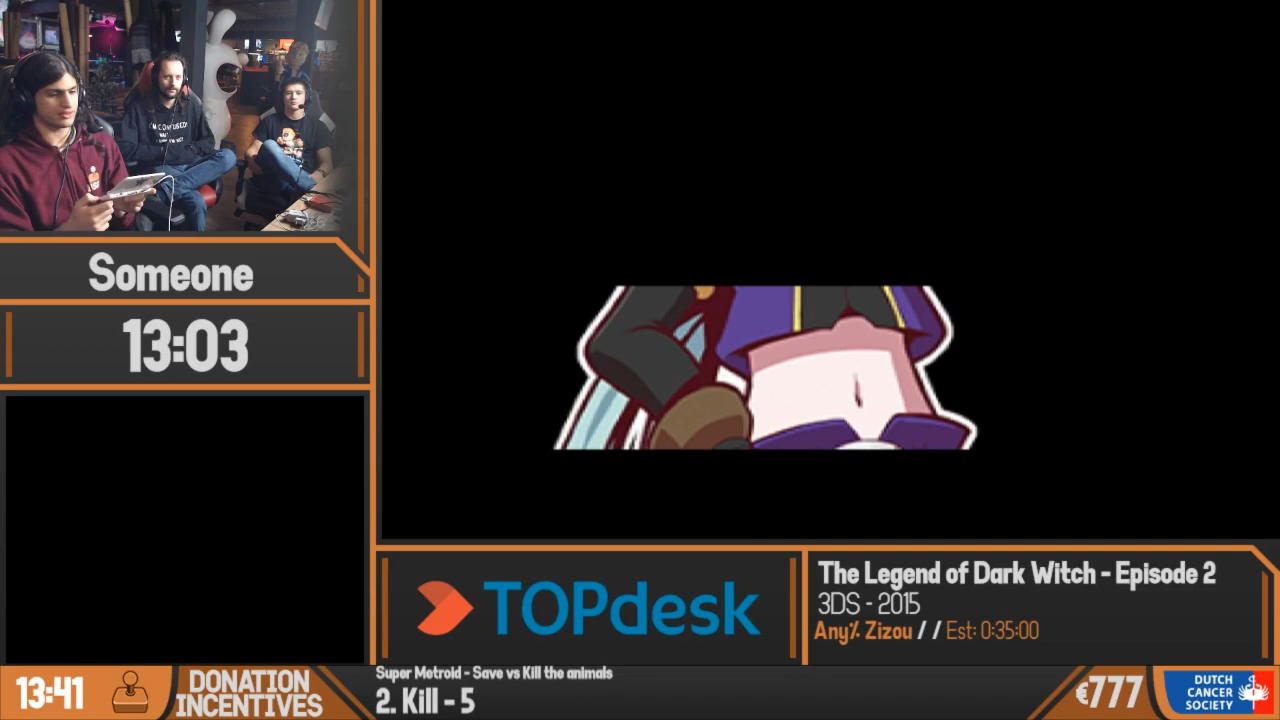 Someone
13:03
TOPdesk
The Legend of Dark Witch - Episode 2
3DS - 2015
Any% Zizou // Est: 0:35:00
13:41
DONATION
INCENTIVES
Super Metroid - Save vs Kill the animals
2. Kill - 5
€777
DUTCH
CANCER
SOCIETY